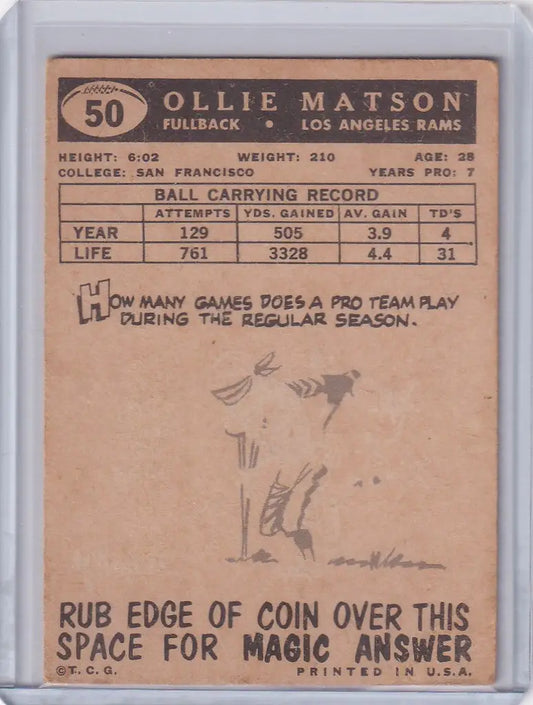 50
OLLIE MATSON
FULLBACK • LOS ANGELES RAMS
HEIGHT: 6:02 WEIGHT: 210 AGE: 28
COLLEGE: SAN FRANCISCO YEARS PRO: 7
BALL CARRYING RECORD
ATTEMPTS YDS. GAINED AV. GAIN TD'S
YEAR 129 505 3.9 4
LIFE 761 3328 4.4 31
HOW MANY GAMES DOES A PRO TEAM PLAY
DURING THE REGULAR SEASON.
RUB EDGE OF COIN OVER THIS
SPACE FOR MAGIC ANSWER
©T.C.G. PRINTED IN U.S.A.